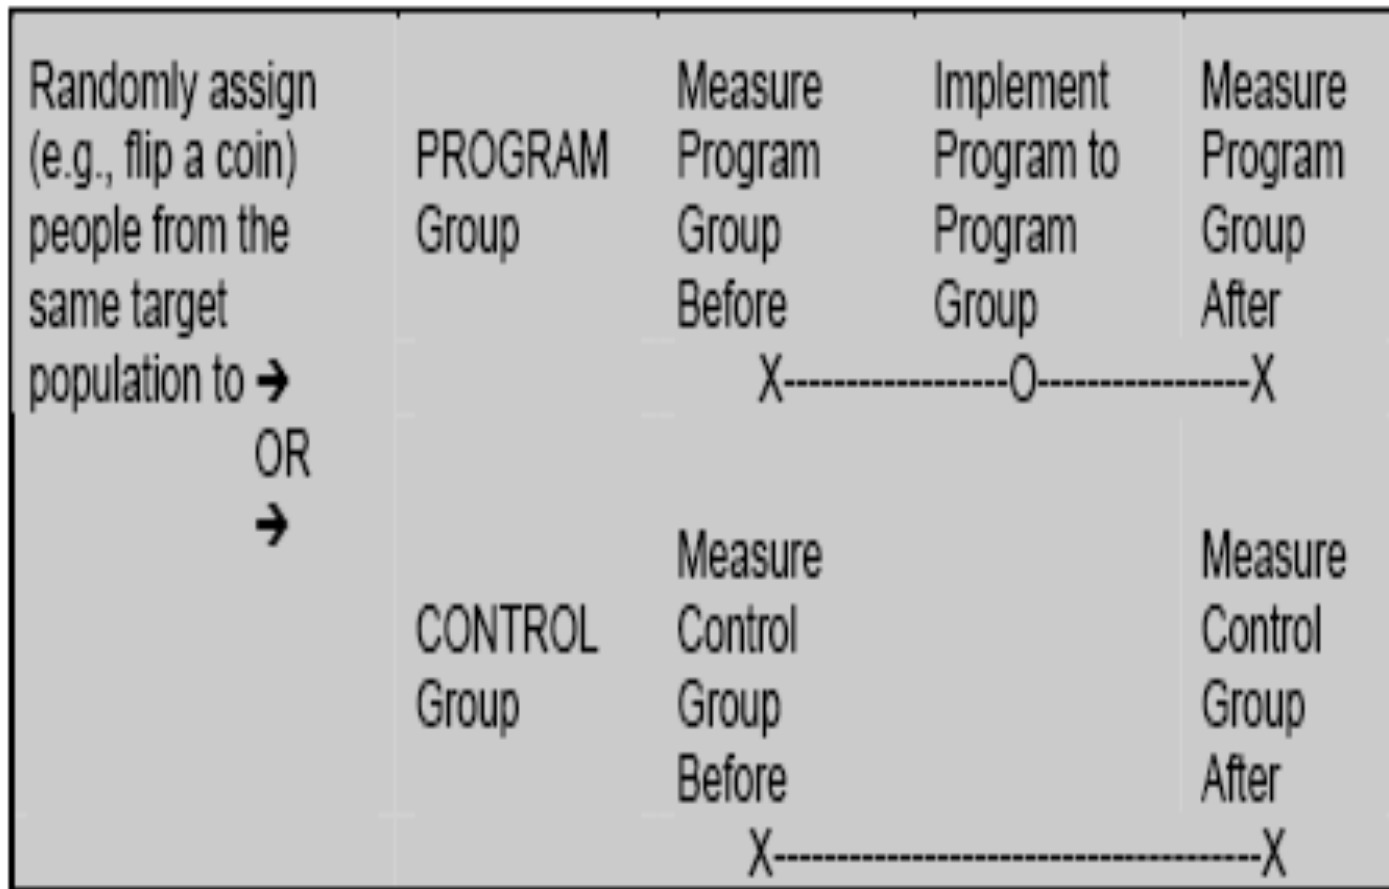 Randomly assign
(e.g., flip a coin)
people from the
same target
population to ➔
OR
➔
PROGRAM
Group
Measure
Program
Group
Before
Implement
Program to
Program
Group
Measure
Program
Group
After
X------------------O-----------------X
CONTROL
Group
Measure
Control
Group
Before
Measure
Control
Group
After
X---------------------------------------X